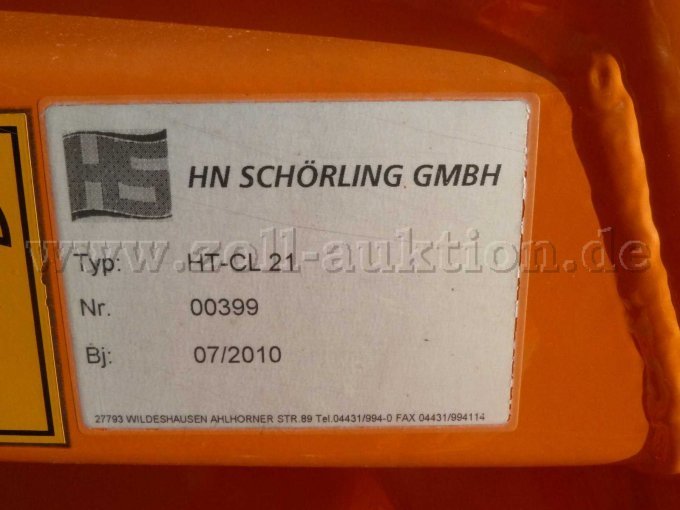 HS
HN SCHÖRLING GMBH
www.zoll-auktion.de
Typ: HT-CL 21
Nr. 00399
Bj: 07/2010
27793 WILDESHAUSEN AHLHORNER STR.89 Tel.04431/994-0 FAX 04431/994114